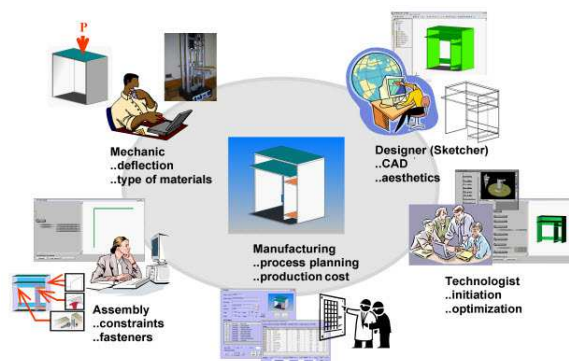 P
Mechanic
..deflection
..type of materials
Designer (Sketcher)
..CAD
..aesthetics
Manufacturing
..process planning
..production cost
Assembly
..constraints
..fasteners
Technologist
..initiation
..optimization